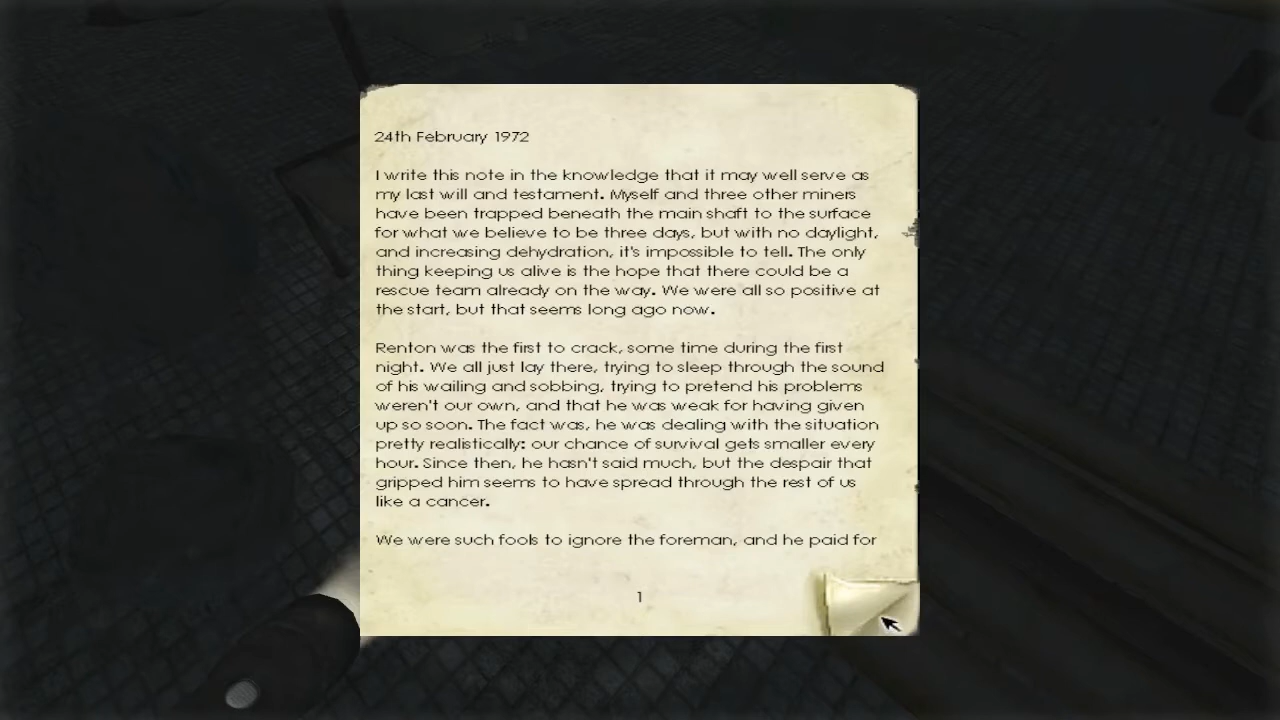 24th February 1972
I write this note in the knowledge that it may well serve as
my last will and testament. Myself and three other miners
have been trapped beneath the main shaft to the surface
for what we believe to be three days, but with no daylight,
and increasing dehydration, it's impossible to tell. The only
thing keeping us alive is the hope that there could be a
rescue team already on the way. We were all so positive at
the start, but that seems long ago now.
Renton was the first to crack, some time during the first
night. We all just lay there, trying to sleep through the sound
of his wailing and sobbing, trying to pretend his problems
weren't our own, and that he was weak for having given
up so soon. The fact was, he was dealing with the situation
pretty realistically: our chance of survival gets smaller every
hour. Since then, he hasn't said much, but the despair that
gripped him seems to have spread through the rest of us
like a cancer.
We were such fools to ignore the foreman, and he paid for
1